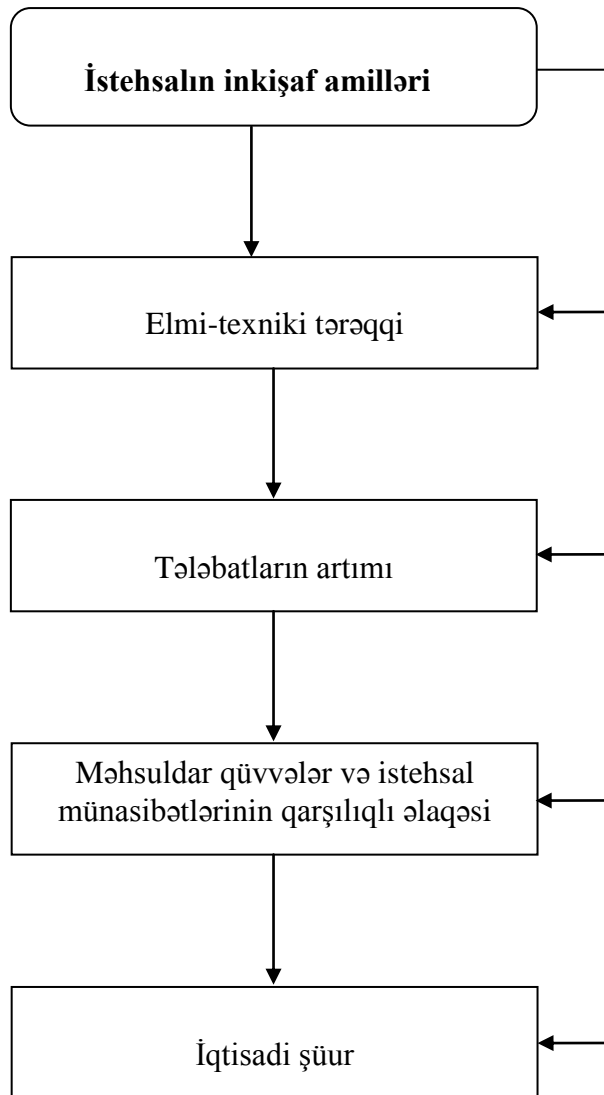 İstehsalın inkişaf amilləri
Elmi-texniki tərəqqi
Tələbatların artımı
Məhsuldar qüvvələr və istehsal
münasibətlərinin qarşılıqlı əlaqəsi
İqtisadi şüur